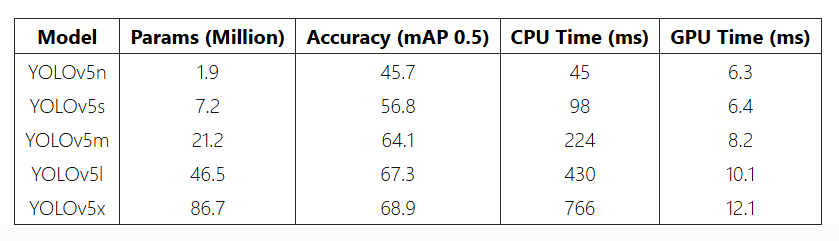 Model Params (Million) Accuracy (mAP 0.5) CPU Time (ms) GPU Time (ms)
YOLOv5n 1.9 45.7 45 6.3
YOLOv5s 7.2 56.8 98 6.4
YOLOv5m 21.2 64.1 224 8.2
YOLOv5l 46.5 67.3 430 10.1
YOLOv5x 86.7 68.9 766 12.1